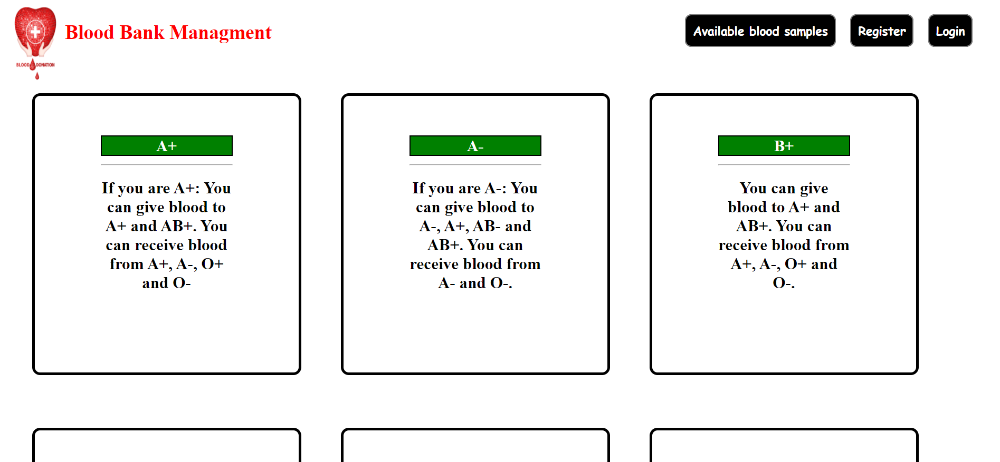 Blood Bank Managment
Available blood samples
Register
Login
BLOOD DONATION
A+
If you are A+: You
can give blood to
A+ and AB+. You
can receive blood
from A+, A-, O+
and O-
A-
If you are A-: You
can give blood to
A-, A+, AB- and
AB+. You can
receive blood from
A- and O-.
B+
You can give
blood to A+ and
AB+. You can
receive blood from
A+, A-, O+ and
O-.